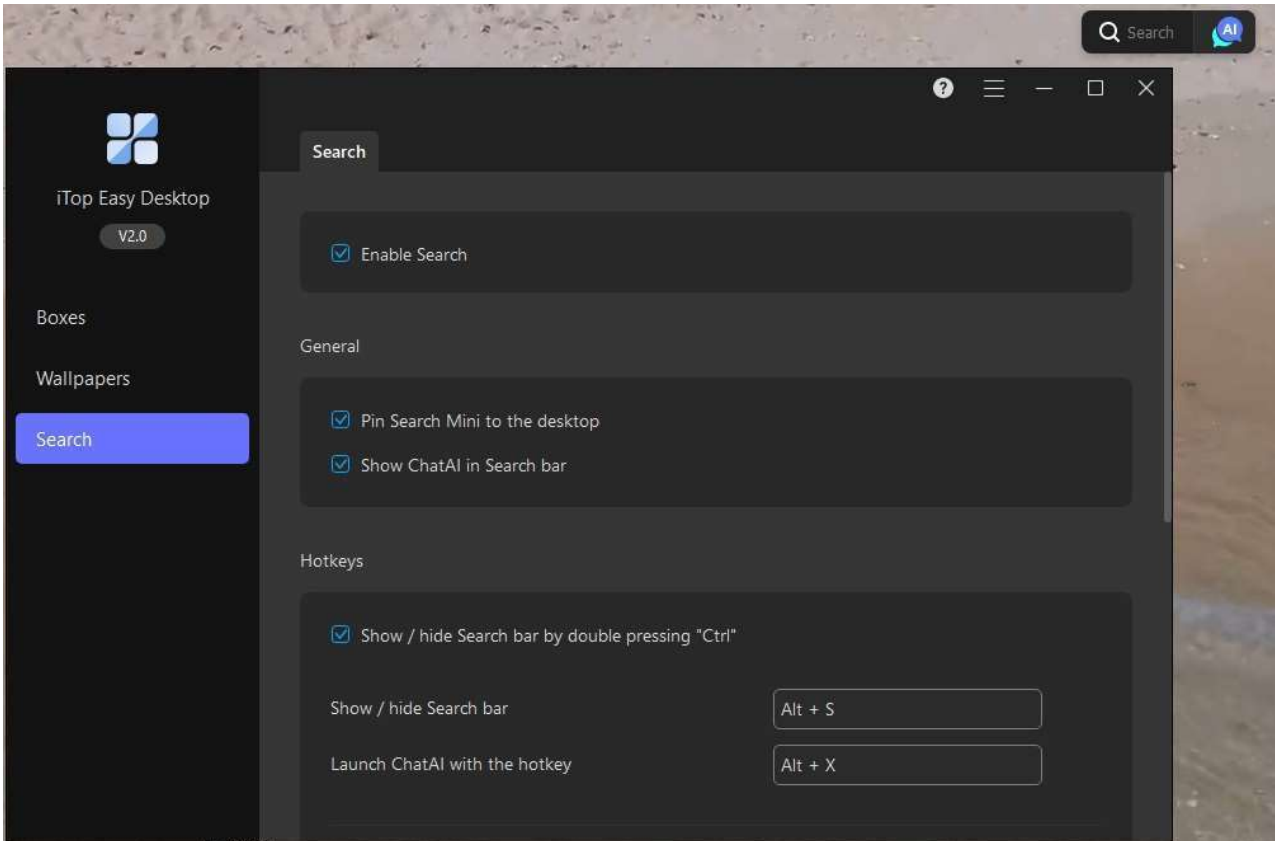 Search
AI
iTop Easy Desktop
V2.0
Boxes
Wallpapers
Search
Search
Enable Search
General
Pin Search Mini to the desktop
Show ChatAI in Search bar
Hotkeys
Show / hide Search bar by double pressing "Ctrl"
Show / hide Search bar
Alt + S
Launch ChatAI with the hotkey
Alt + X